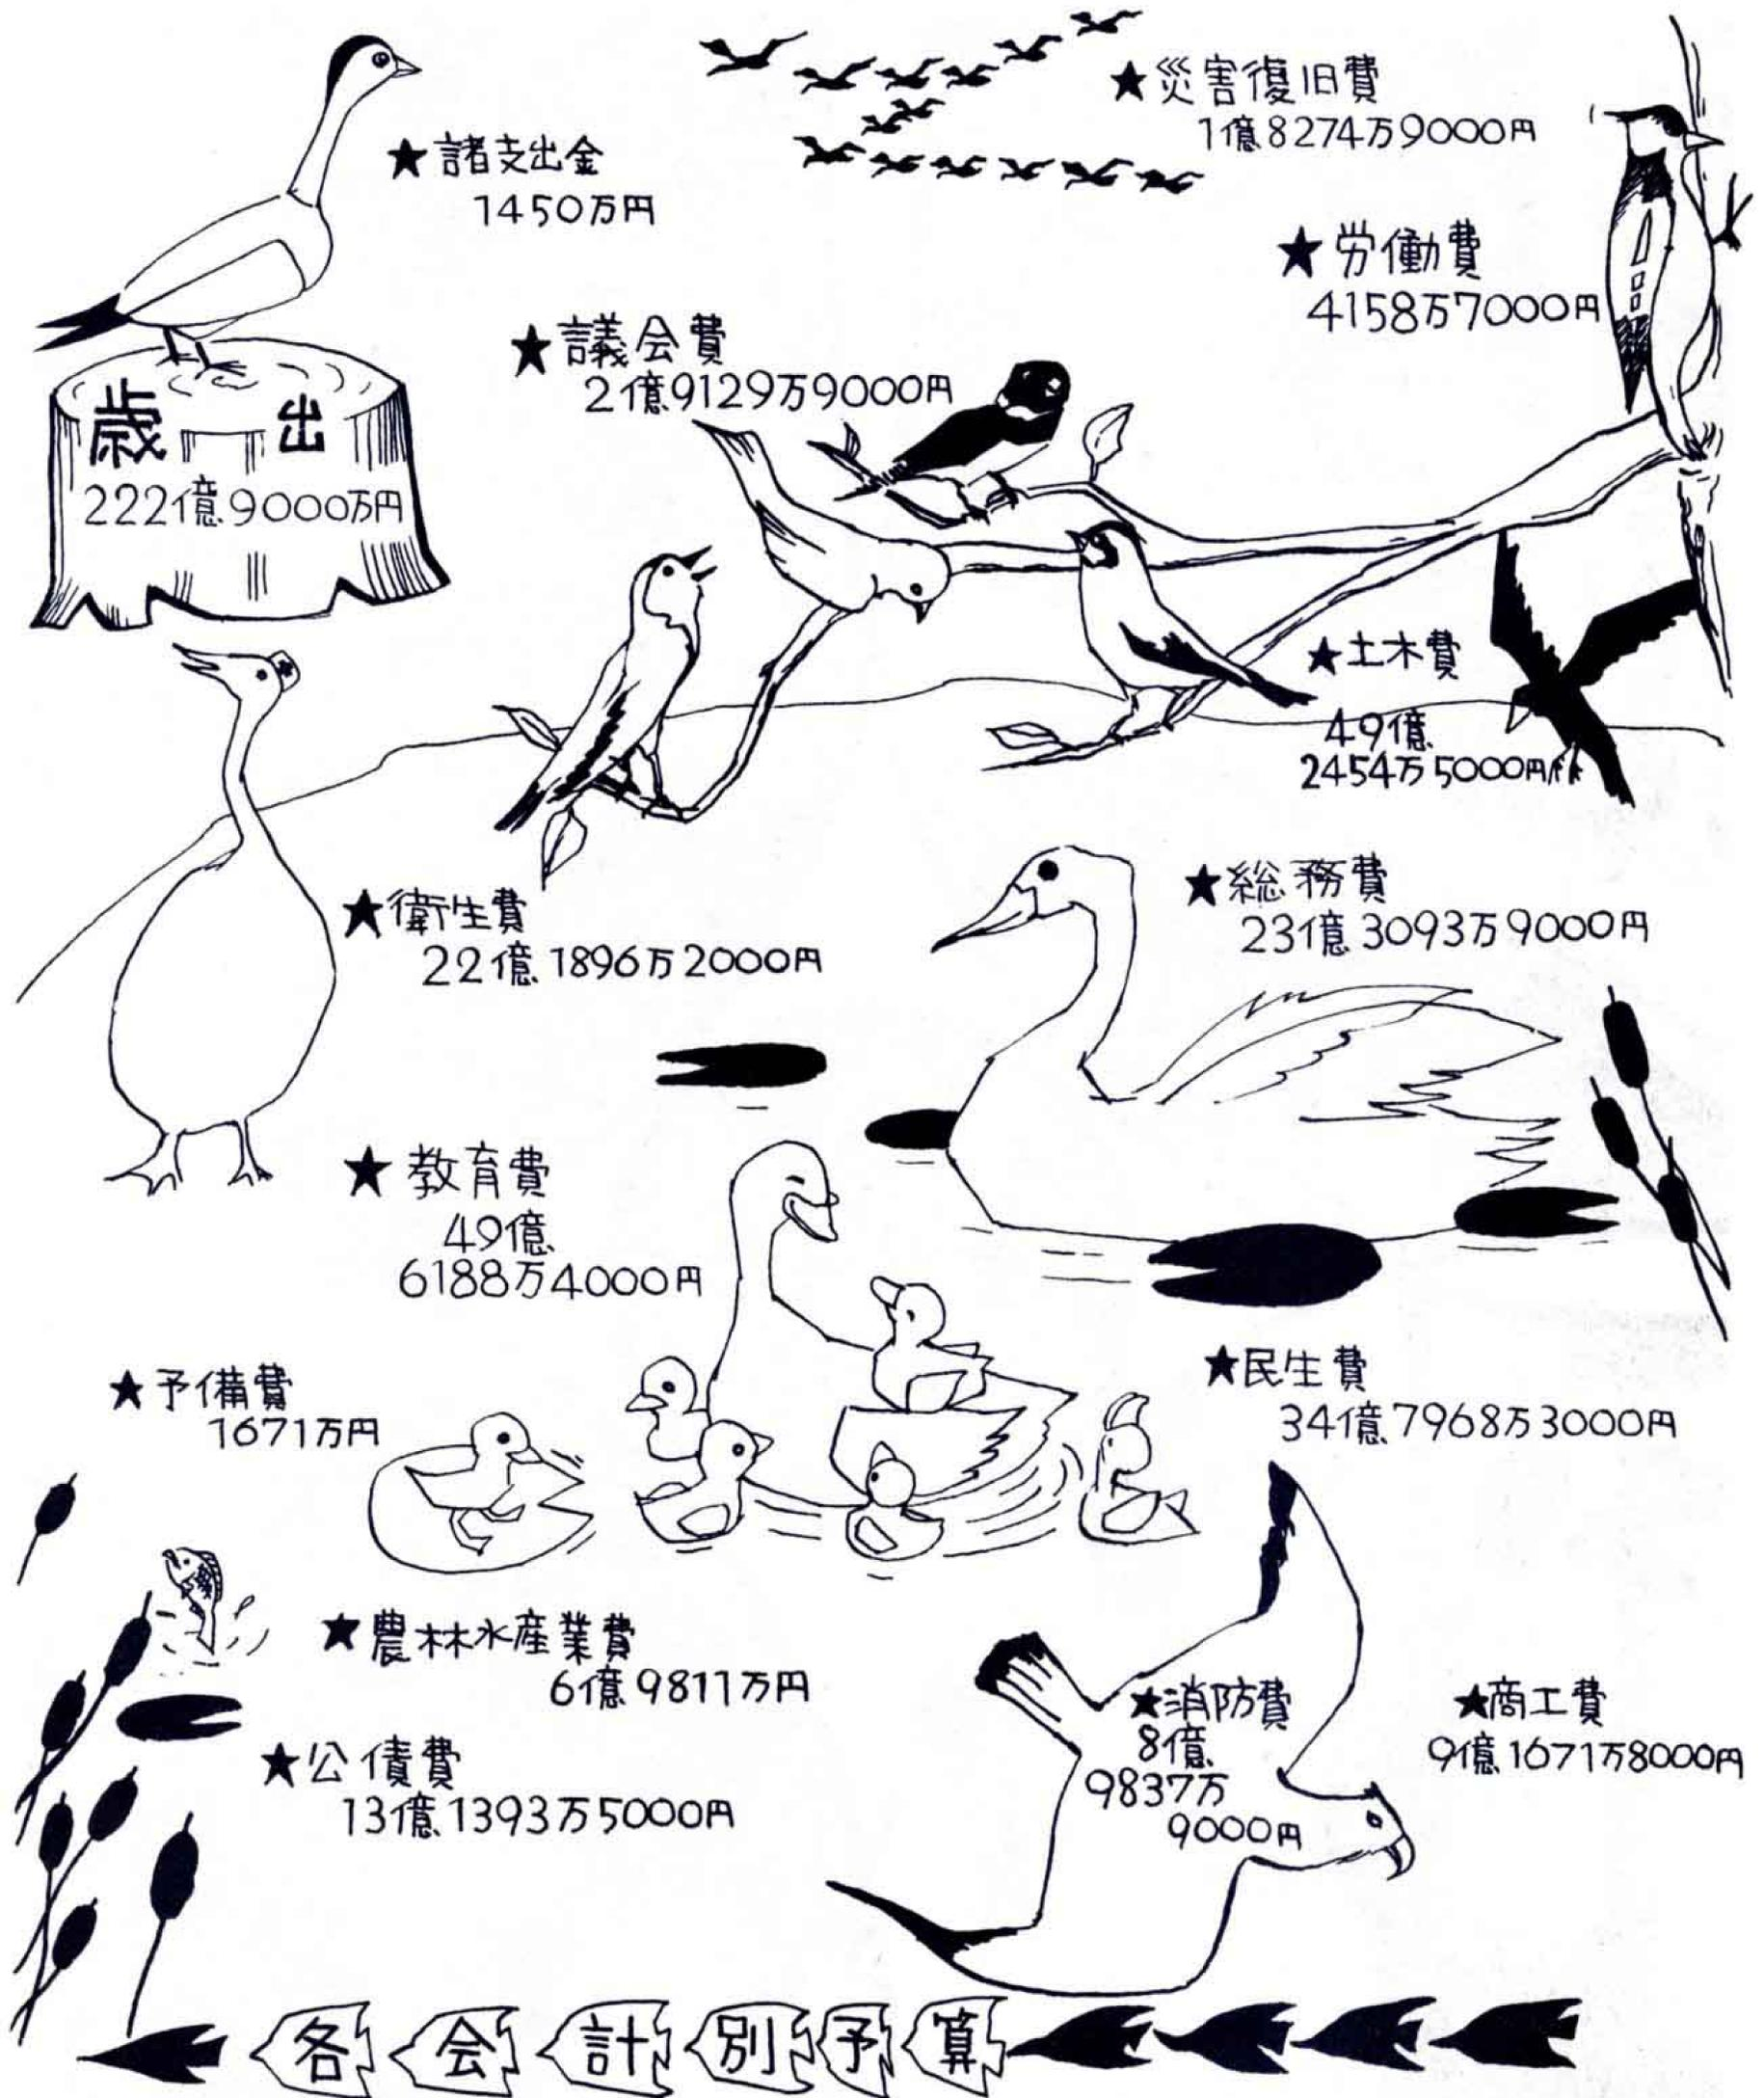 ★災害復旧費
1億8274万9000円
★諸支出金
1450万円
★労働費
4158万7000円
★議会費
2億9129万9000円
歳出
222億9000万円
★土木費
49億
2454万5000円
★衛生費
22億1896万2000円
★総務費
23億3093万9000円
★教育費
49億
6188万4000円
★予備費
1671万円
★民生費
34億7968万3000円
★農林水産業費
6億9811万円
★消防費
8億
9837万
9000円
★商工費
9億1671万8000円
★公債費
13億1393万5000円
各会計別予算